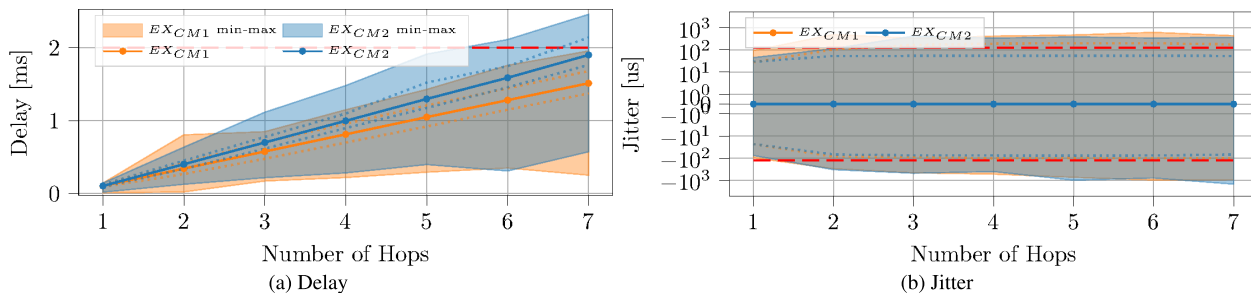 Delay [ms]
2
1
0
EX_CM1 min-max
EX_CM2 min-max
EX_CM1
EX_CM2
1 2 3 4 5 6 7
Number of Hops
(a) Delay
Jitter [us]
10^3
10^2
10^1
10^0
0
−10^0
−10^1
−10^2
−10^3
EX_CM1 EX_CM2
1 2 3 4 5 6 7
Number of Hops
(b) Jitter